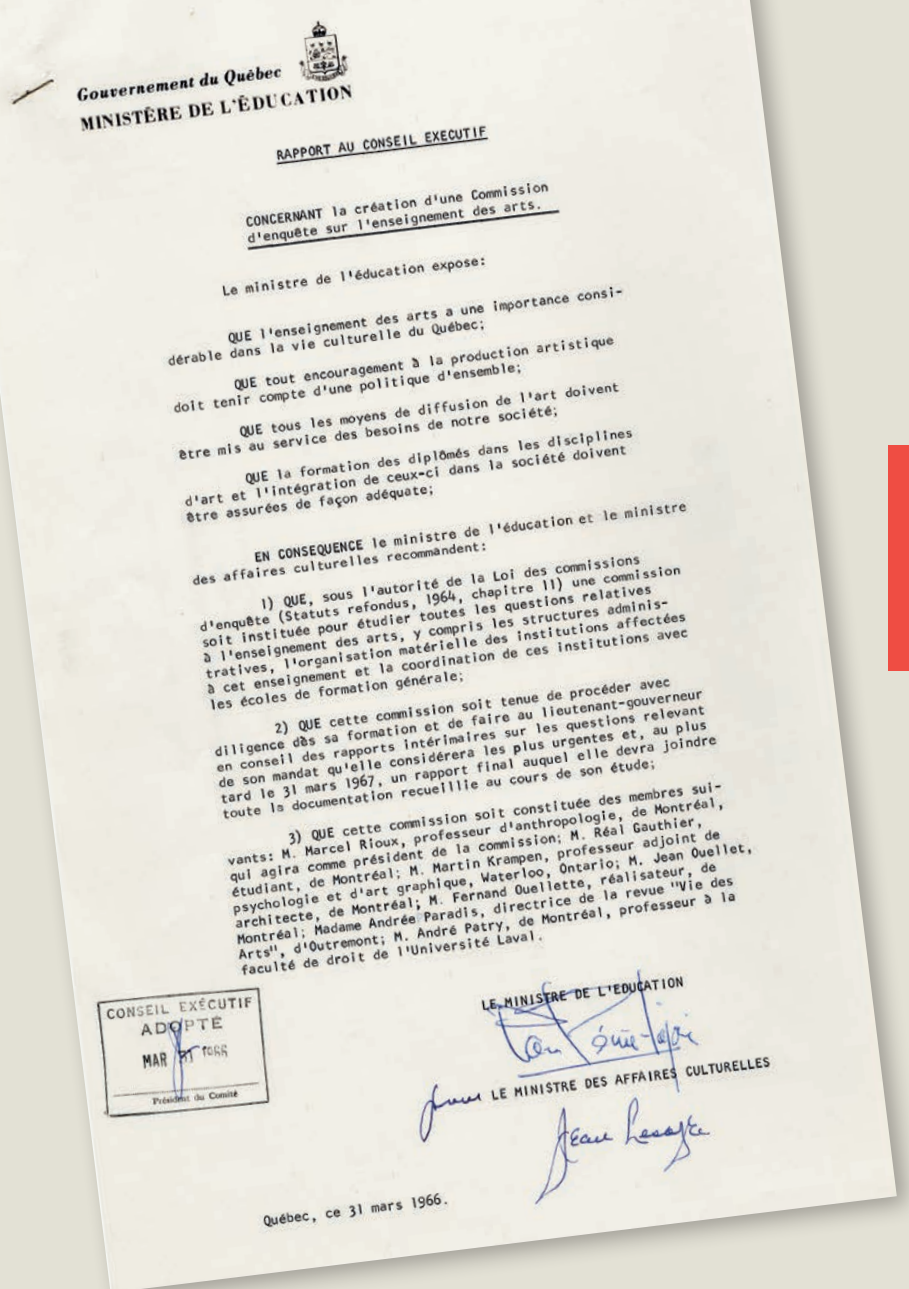 Gouvernement du Québec
MINISTÈRE DE L'ÉDUCATION
RAPPORT AU CONSEIL EXECUTIF
CONCERNANT la création d'une Commission
d'enquête sur l'enseignement des arts.
Le ministre de l'éducation expose:
QUE l'enseignement des arts a une importance consi-
dérable dans la vie culturelle du Québec;
QUE tout encouragement à la production artistique
doit tenir compte d'une politique d'ensemble;
QUE tous les moyens de diffusion de l'art doivent
être mis au service des besoins de notre société;
QUE la formation des diplômés dans les disciplines
d'art et l'intégration de ceux-ci dans la société doivent
être assurées de façon adéquate;
EN CONSEQUENCE le ministre de l'éducation et le ministre
des affaires culturelles recommandent:
1) QUE, sous l'autorité de la Loi des commissions
d'enquête (Statuts refondus, 1964, chapitre 11) une commission
soit instituée pour étudier toutes les questions relatives
à l'enseignement des arts, y compris les structures adminis-
tratives, l'organisation matérielle des institutions affectées
à cet enseignement et la coordination de ces institutions avec
les écoles de formation générale;
2) QUE cette commission soit tenue de procéder avec
diligence dès sa formation et de faire au lieutenant-gouverneur
en conseil des rapports intérimaires sur les questions relevant
de son mandat qu'elle considérera les plus urgentes et, au plus
tard le 31 mars 1967, un rapport final auquel elle devra joindre
toute la documentation recueillie au cours de son étude;
3) QUE cette commission soit constituée des membres sui-
vants: M. Marcel Rioux, professeur d'anthropologie, de Montréal,
qui agira comme président de la commission; M. Réal Gauthier,
étudiant, de Montréal; M. Martin Krampen, professeur adjoint de
psychologie et d'art graphique, Waterloo, Ontario; M. Jean Ouellet,
architecte, de Montréal; M. Fernand Ouellette, réalisateur, de
Montréal; Madame Andrée Paradis, directrice de la revue "Vie des
Arts", d'Outremont; M. André Patry, de Montréal, professeur à la
faculté de droit de l'Université Laval.
LE MINISTRE DE L'EDUCATION
CONSEIL EXÉCUTIF
ADOPTÉ
MAR 31 1966
Président du Comité
pour LE MINISTRE DES AFFAIRES CULTURELLES
Jean Lesage
Québec, ce 31 mars 1966.